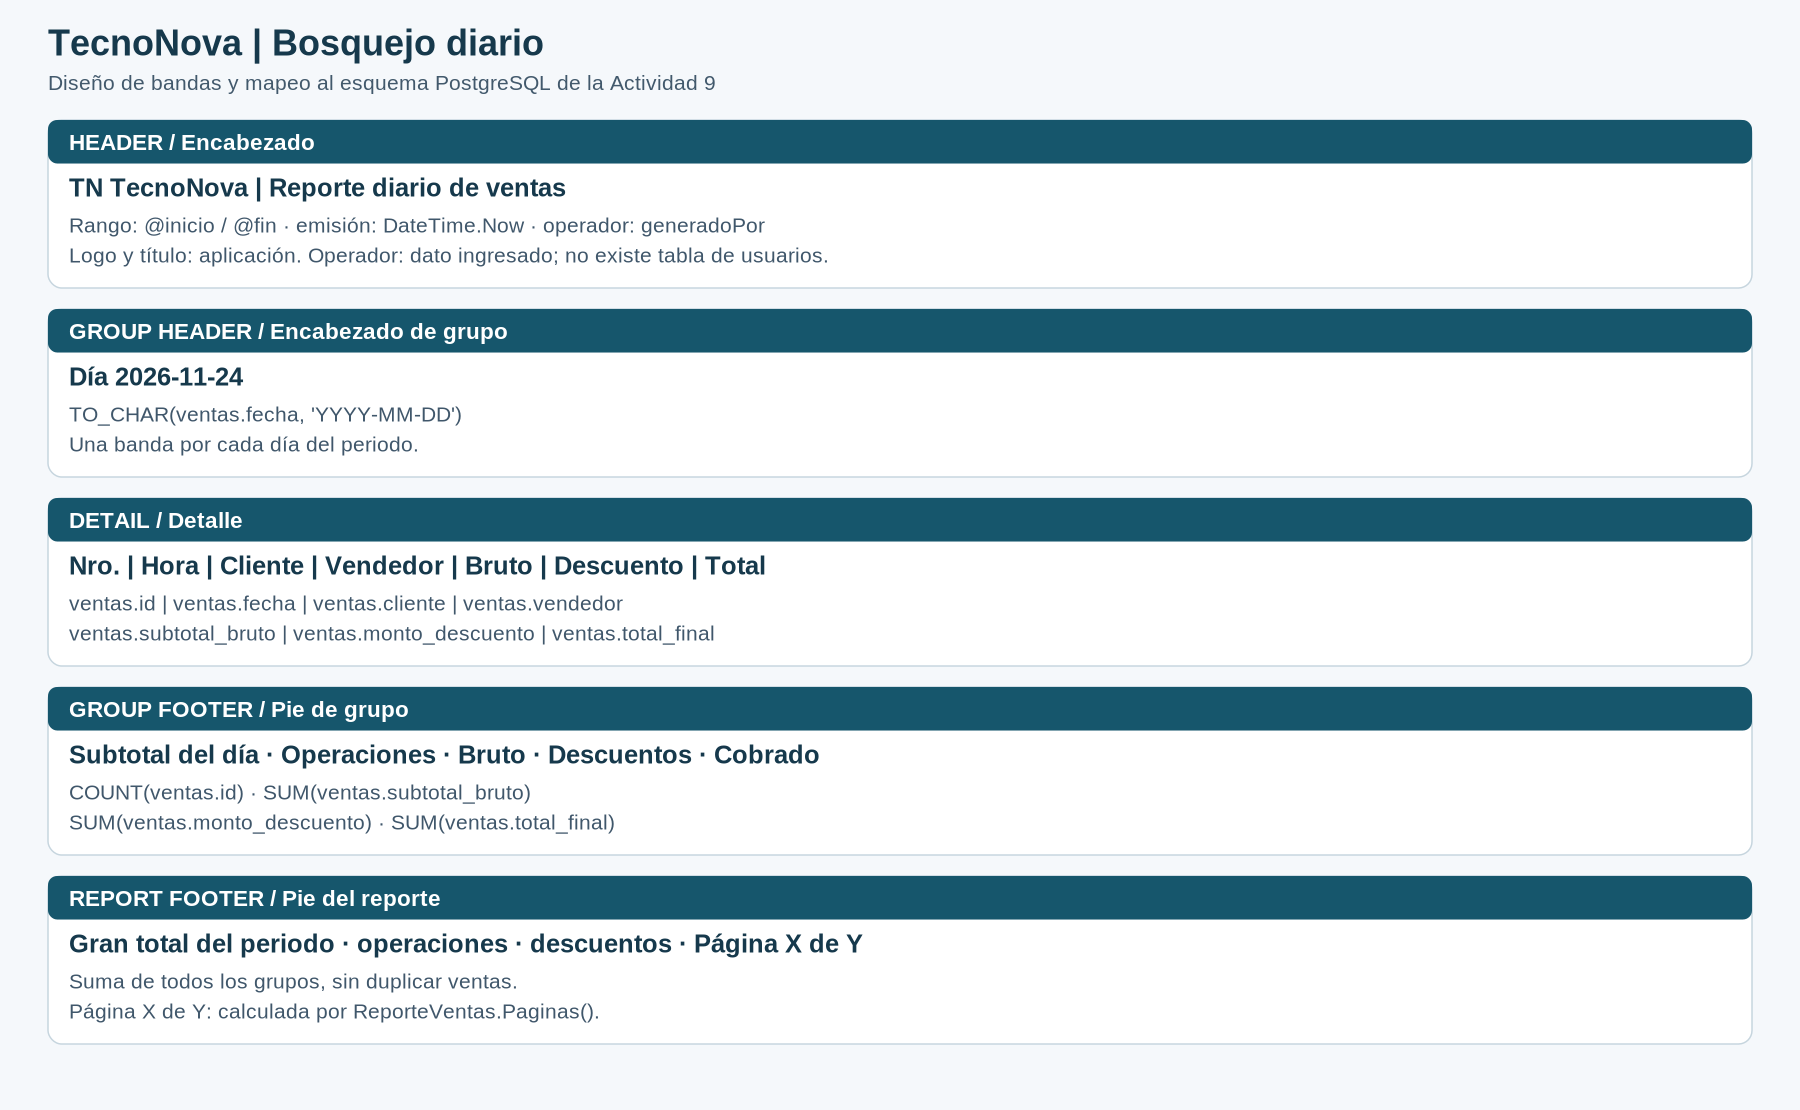 TecnoNova | Bosquejo diario
Diseño de bandas y mapeo al esquema PostgreSQL de la Actividad 9
HEADER / Encabezado
TN TecnoNova | Reporte diario de ventas
Rango: @inicio / @fin · emisión: DateTime.Now · operador: generadoPor
Logo y título: aplicación. Operador: dato ingresado; no existe tabla de usuarios.
GROUP HEADER / Encabezado de grupo
Día 2026-11-24
TO_CHAR(ventas.fecha, 'YYYY-MM-DD')
Una banda por cada día del periodo.
DETAIL / Detalle
Nro. | Hora | Cliente | Vendedor | Bruto | Descuento | Total
ventas.id | ventas.fecha | ventas.cliente | ventas.vendedor
ventas.subtotal_bruto | ventas.monto_descuento | ventas.total_final
GROUP FOOTER / Pie de grupo
Subtotal del día · Operaciones · Bruto · Descuentos · Cobrado
COUNT(ventas.id) · SUM(ventas.subtotal_bruto)
SUM(ventas.monto_descuento) · SUM(ventas.total_final)
REPORT FOOTER / Pie del reporte
Gran total del periodo · operaciones · descuentos · Página X de Y
Suma de todos los grupos, sin duplicar ventas.
Página X de Y: calculada por ReporteVentas.Paginas().